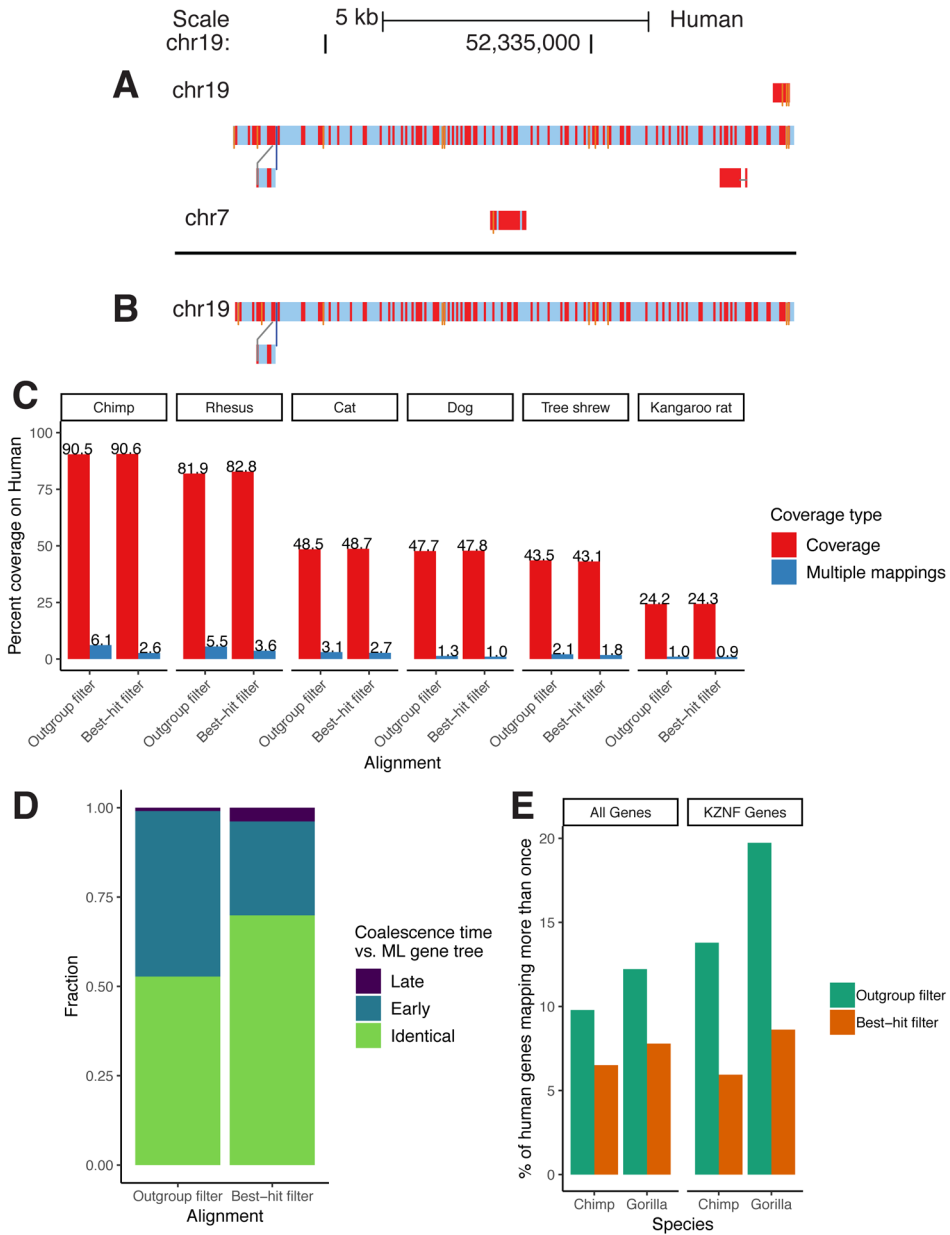 Scale 5 kb Human
chr19: 52,335,000
A
chr19
chr7
B
chr19
C
Chimp Rhesus Cat Dog Tree shrew Kangaroo rat
Percent coverage on Human
100
75
50
25
0
90.5 90.6 81.9 82.8 48.5 48.7 47.7 47.8 43.5 43.1 24.2 24.3
6.1 2.6 5.5 3.6 3.1 2.7 1.3 1.0 2.1 1.8 1.0 0.9
Outgroup filter Best−hit filter Outgroup filter Best−hit filter Outgroup filter Best−hit filter Outgroup filter Best−hit filter Outgroup filter Best−hit filter Outgroup filter Best−hit filter
Alignment
Coverage type
Coverage
Multiple mappings
D
Fraction
1.00
0.75
0.50
0.25
0.00
Outgroup filter Best−hit filter
Alignment
Coalescence time
vs. ML gene tree
Late
Early
Identical
E
All Genes KZNF Genes
% of human genes mapping more than once
20
15
10
5
0
Chimp Gorilla Chimp Gorilla
Species
Outgroup filter
Best−hit filter